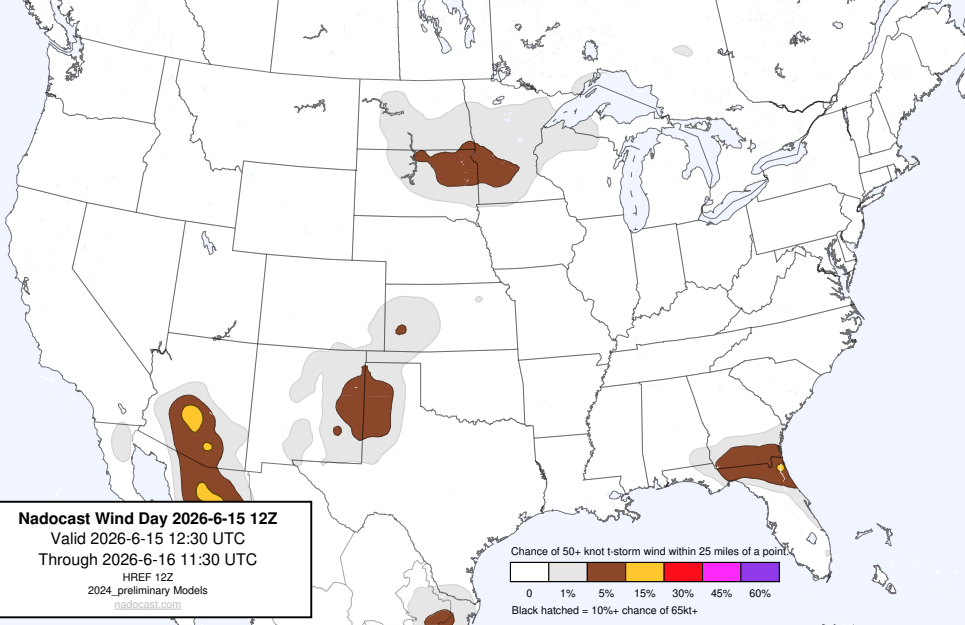 Nadocast Wind Day 2026-6-15 12Z
Valid 2026-6-15 12:30 UTC
Through 2026-6-16 11:30 UTC
HREF 12Z
2024_preliminary Models
nadocast.com
Chance of 50+ knot t-storm wind within 25 miles of a point.
0 1% 5% 15% 30% 45% 60%
Black hatched = 10%+ chance of 65kt+